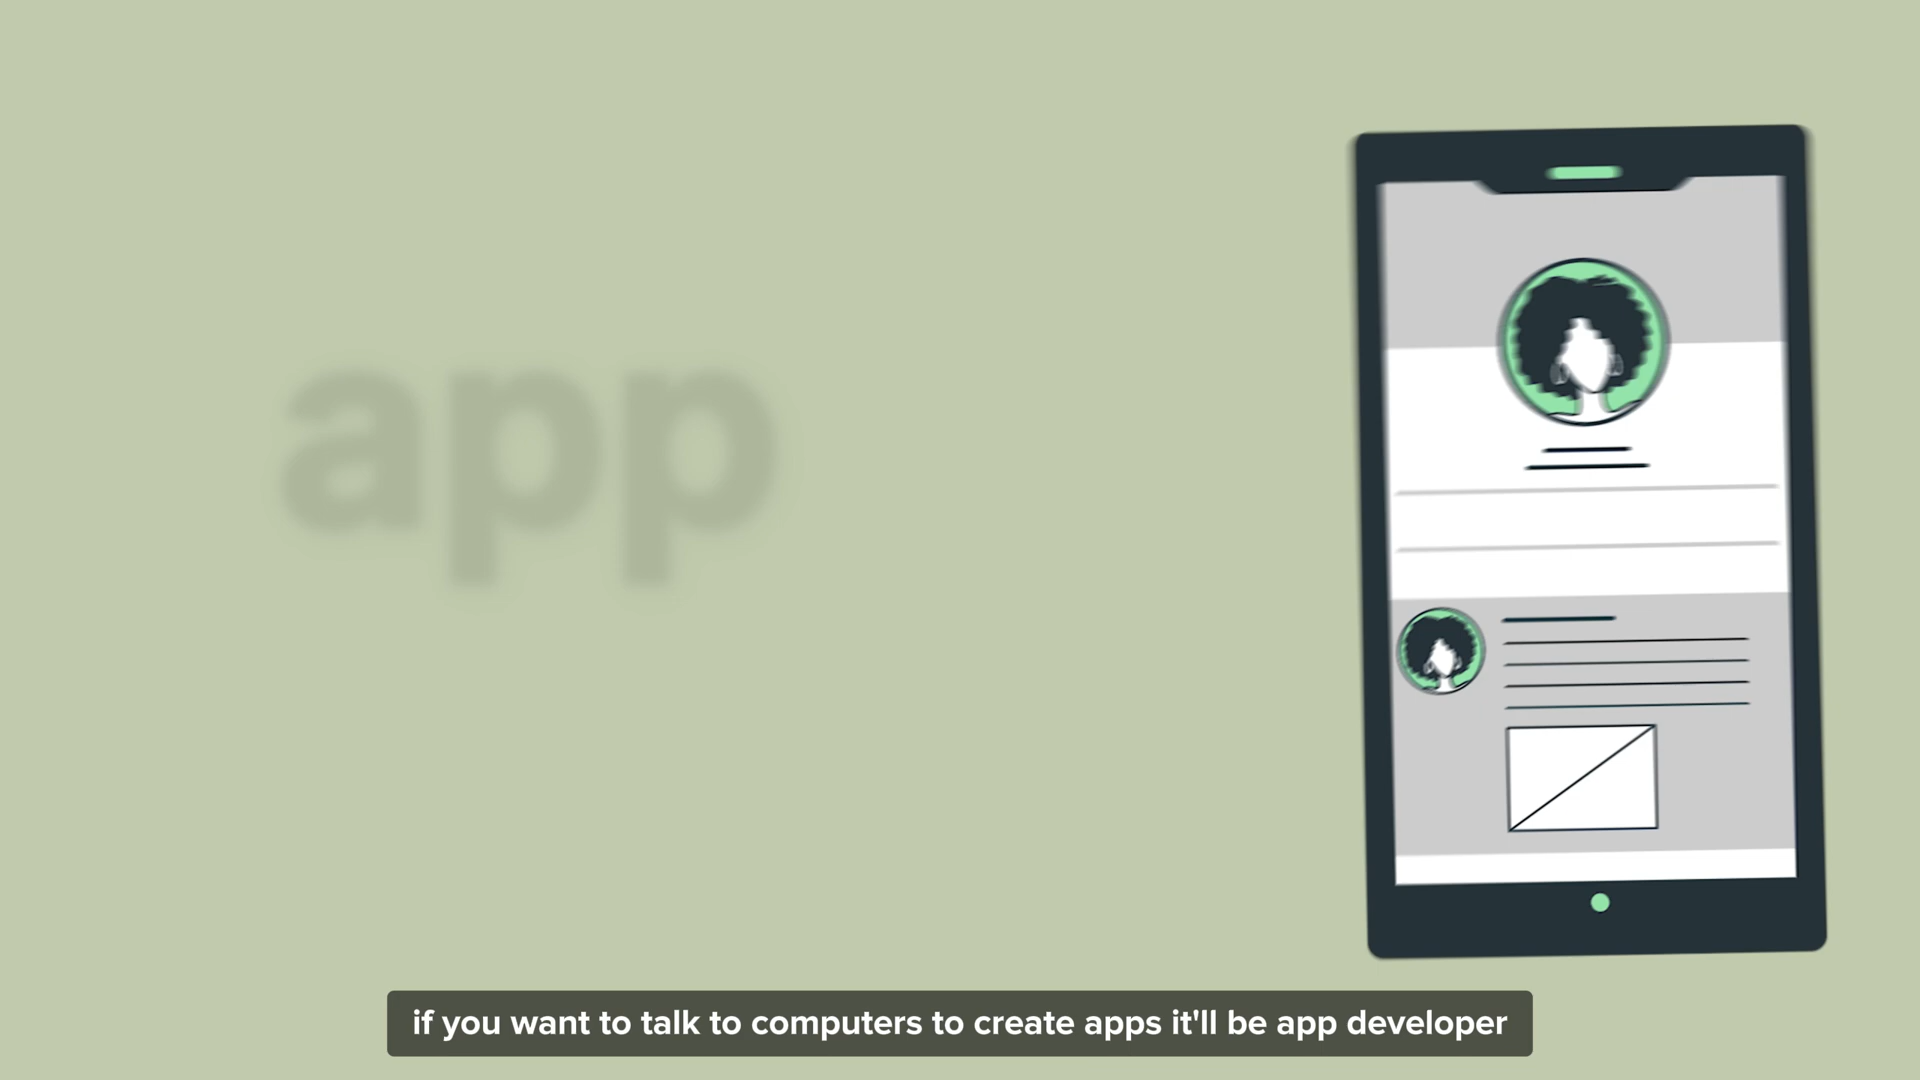 app
if you want to talk to computers to create apps it'll be app developer